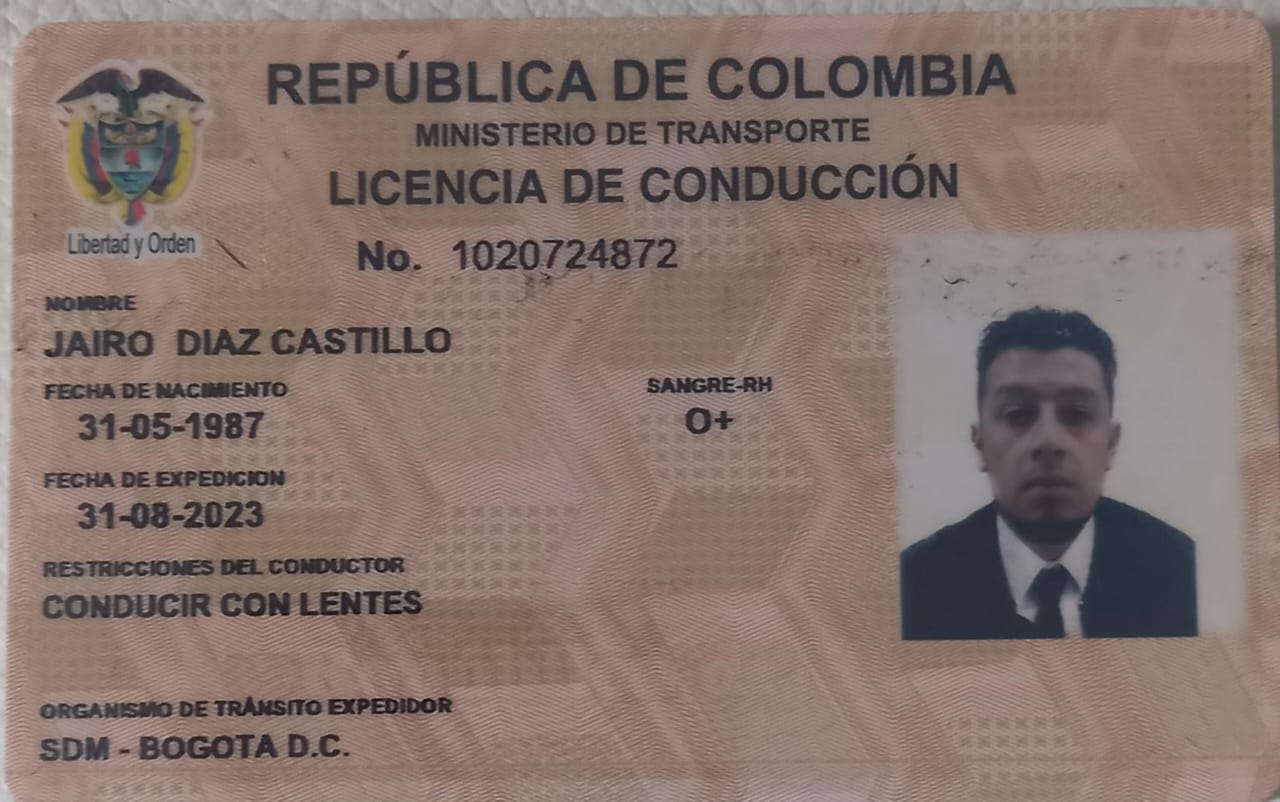 REPÚBLICA DE COLOMBIA
MINISTERIO DE TRANSPORTE
LICENCIA DE CONDUCCIÓN
Libertad y Orden
No. 1020724872
NOMBRE
JAIRO DIAZ CASTILLO
FECHA DE NACIMIENTO
31-05-1987
SANGRE-RH
O+
FECHA DE EXPEDICION
31-08-2023
RESTRICCIONES DEL CONDUCTOR
CONDUCIR CON LENTES
ORGANISMO DE TRÁNSITO EXPEDIDOR
SDM - BOGOTA D.C.